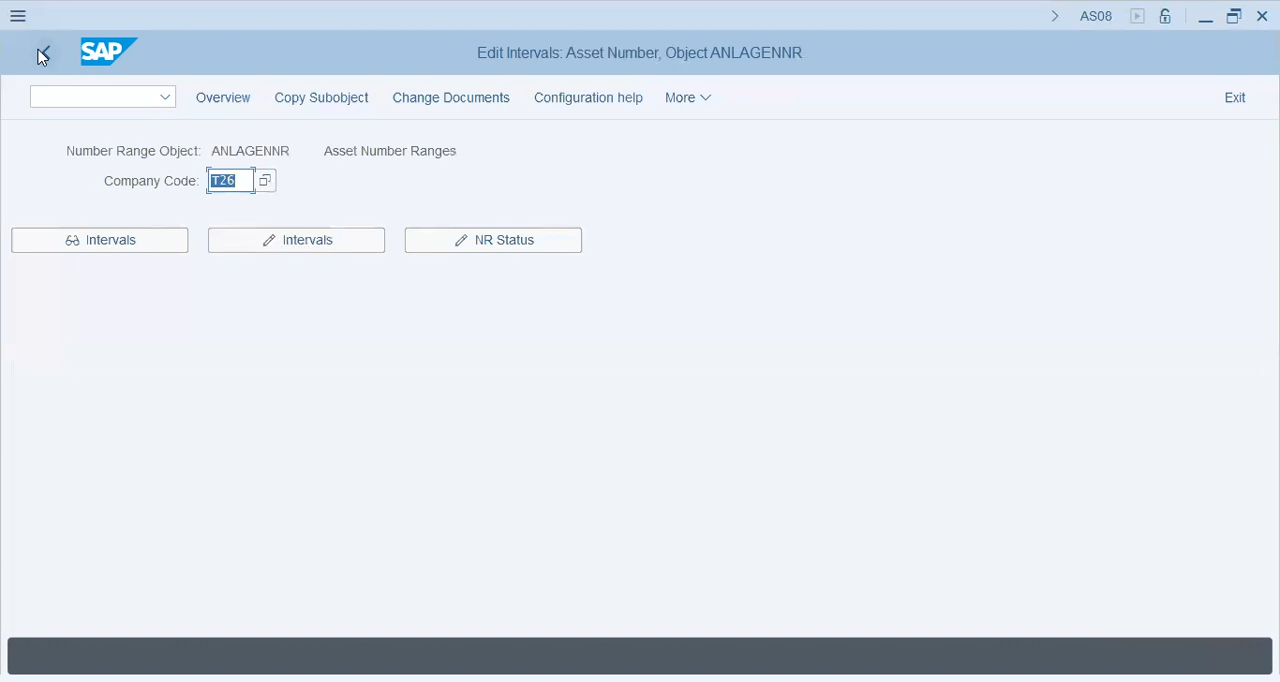 AS08
SAP
Edit Intervals: Asset Number, Object ANLAGENNR
Overview Copy Subobject Change Documents Configuration help More Exit
Number Range Object: ANLAGENNR Asset Number Ranges
Company Code: T26
Intervals Intervals NR Status